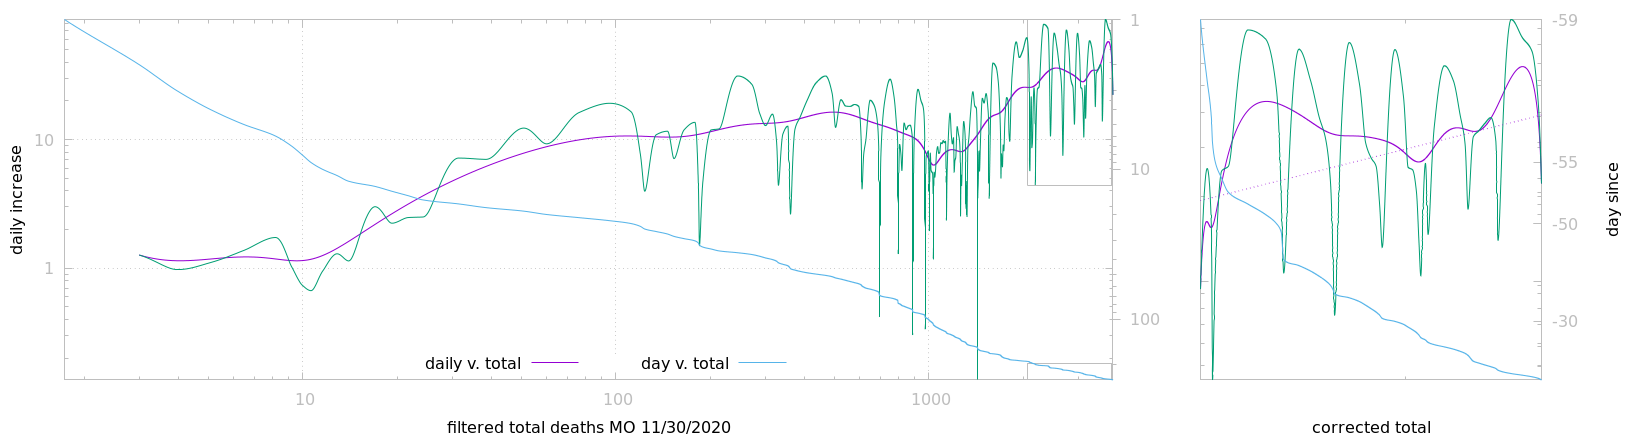 daily increase
10
1
10
100
1000
1
10
100
daily v. total
day v. total
filtered total deaths MO 11/30/2020
-59
-55
-50
-30
day since
corrected total